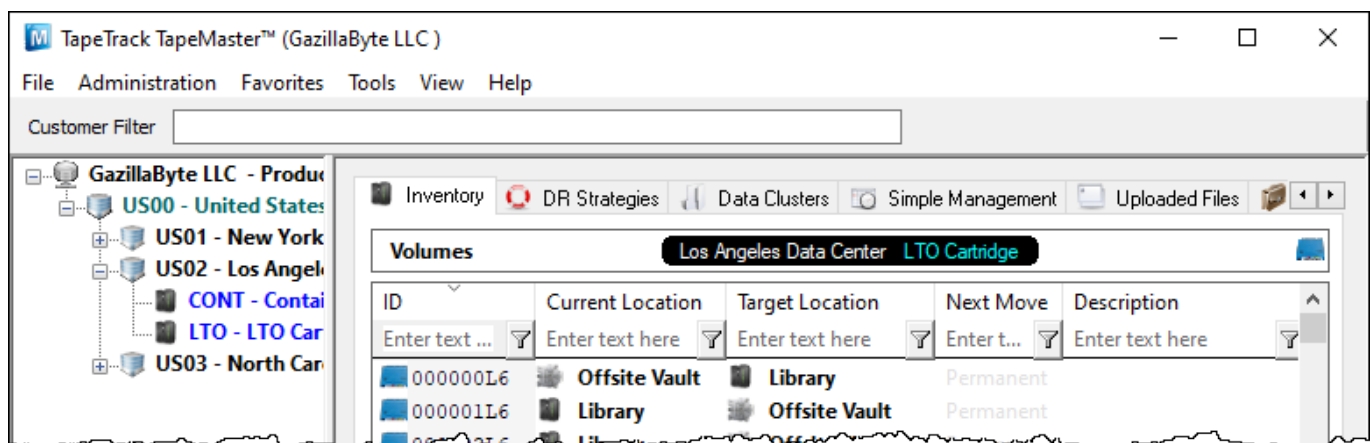 TapeTrack TapeMaster™ (GazillaByte LLC )
File Administration Favorites Tools View Help
Customer Filter
GazillaByte LLC - Produ
US00 - United States
US01 - New York
US02 - Los Angel
CONT - Contai
LTO - LTO Car
US03 - North Car
Inventory DR Strategies Data Clusters Simple Management Uploaded Files
Volumes Los Angeles Data Center LTO Cartridge
ID Current Location Target Location Next Move Description
Enter text ... Enter text here Enter text here Enter t... Enter text here
000000L6 Offsite Vault Library Permanent
000001L6 Library Offsite Vault Permanent